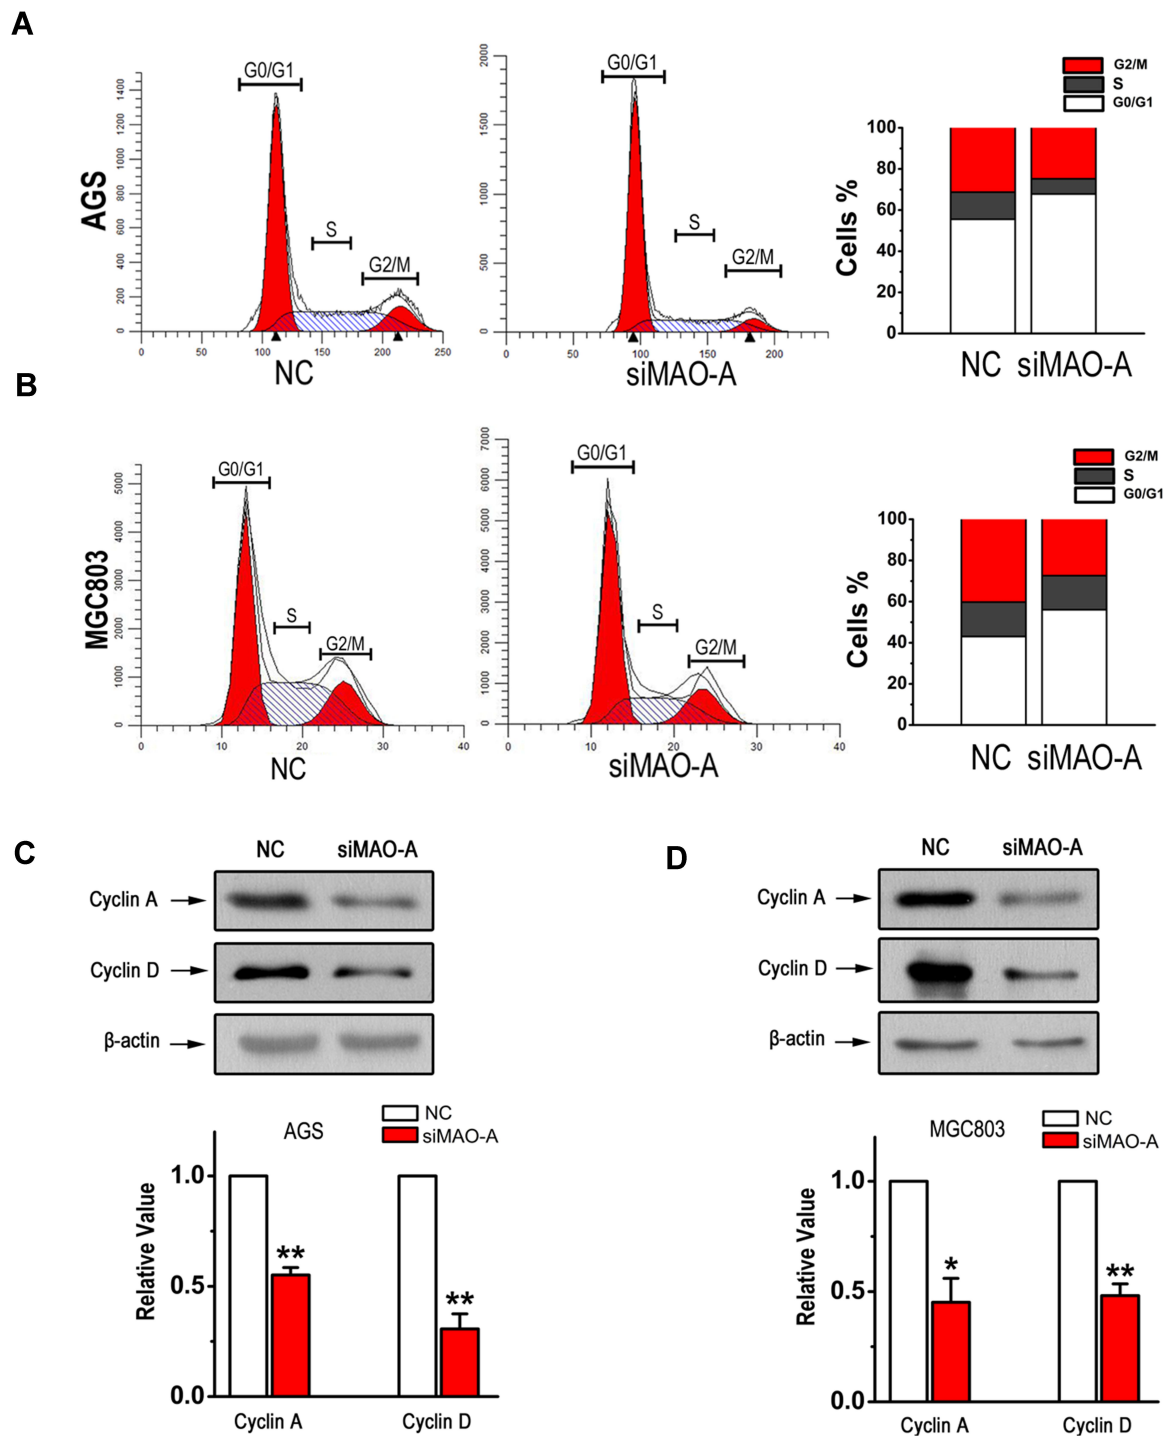 A
AGS
G0/G1
S
G2/M
1400
1200
1000
800
600
400
200
0
0 50 100 150 200 250
NC
G0/G1
S
G2/M
2000
1500
1000
500
0
0 50 100 150 200
siMAO-A
G2/M
S
G0/G1
Cells %
100
80
60
40
20
0
NC siMAO-A
B
MGC803
G0/G1
S
G2/M
5000
4000
3000
2000
1000
0
0 10 20 30 40
NC
G0/G1
S
G2/M
7000
6000
5000
4000
3000
2000
1000
0
0 10 20 30 40
siMAO-A
G2/M
S
G0/G1
Cells %
100
80
60
40
20
0
NC siMAO-A
C
NC siMAO-A
Cyclin A
Cyclin D
β-actin
AGS
NC
siMAO-A
Relative Value
1.0
0.5
0.0
** **
Cyclin A Cyclin D
D
NC siMAO-A
Cyclin A
Cyclin D
β-actin
MGC803
NC
siMAO-A
Relative Value
1.0
0.5
0.0
* **
Cyclin A Cyclin D